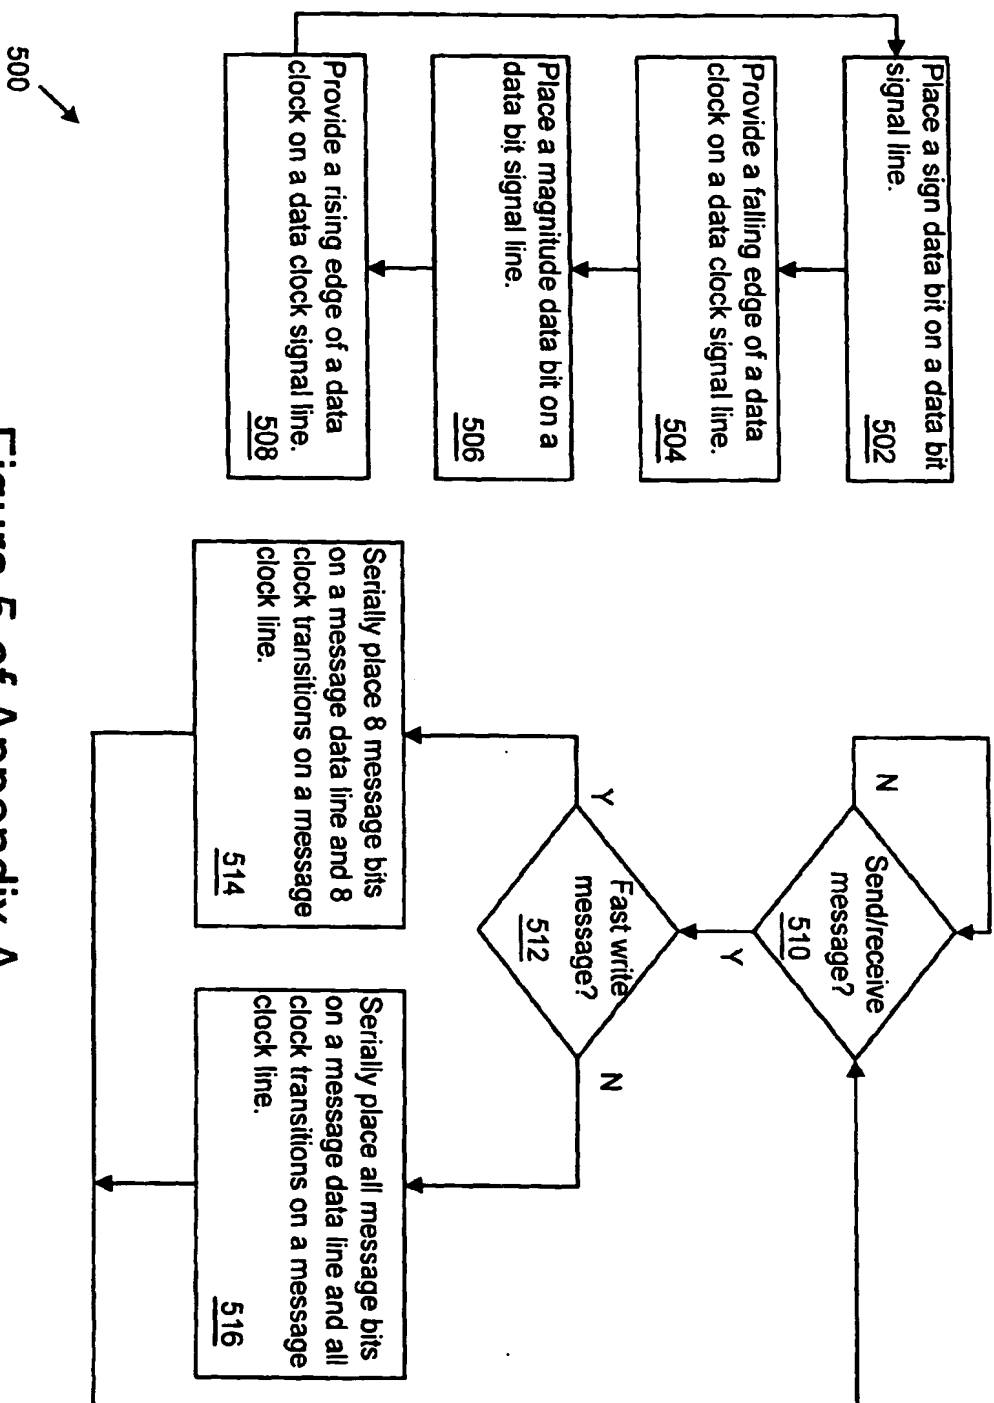 Place a sign data bit on a data bit
signal line.
502
Provide a falling edge of a data
clock on a data clock signal line.
504
Place a magnitude data bit on a
data bit signal line.
506
Provide a rising edge of a data
clock on a data clock signal line.
508
Send/receive
message?
510
N
Y
Fast write
message?
512
Y
N
Serially place 8 message bits
on a message data line and 8
clock transitions on a message
clock line.
514
Serially place all message bits
on a message data line and all
clock transitions on a message
clock line.
516
500
Figure 5 of Appendix A